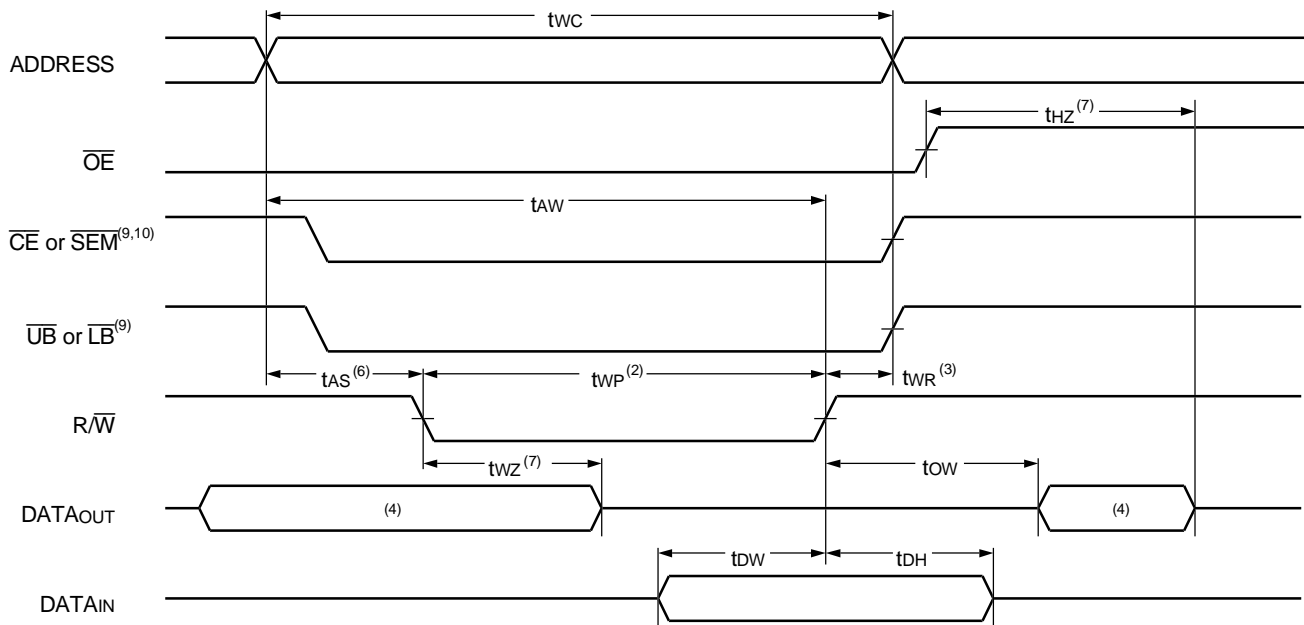 tWC
ADDRESS
tHZ(7)
OE
tAW
CE or SEM(9,10)
UB or LB(9)
tAS(6)
tWP(2)
tWR(3)
R/W
tWZ(7)
tOW
DATAOUT
(4)
(4)
tDW
tDH
DATAIN